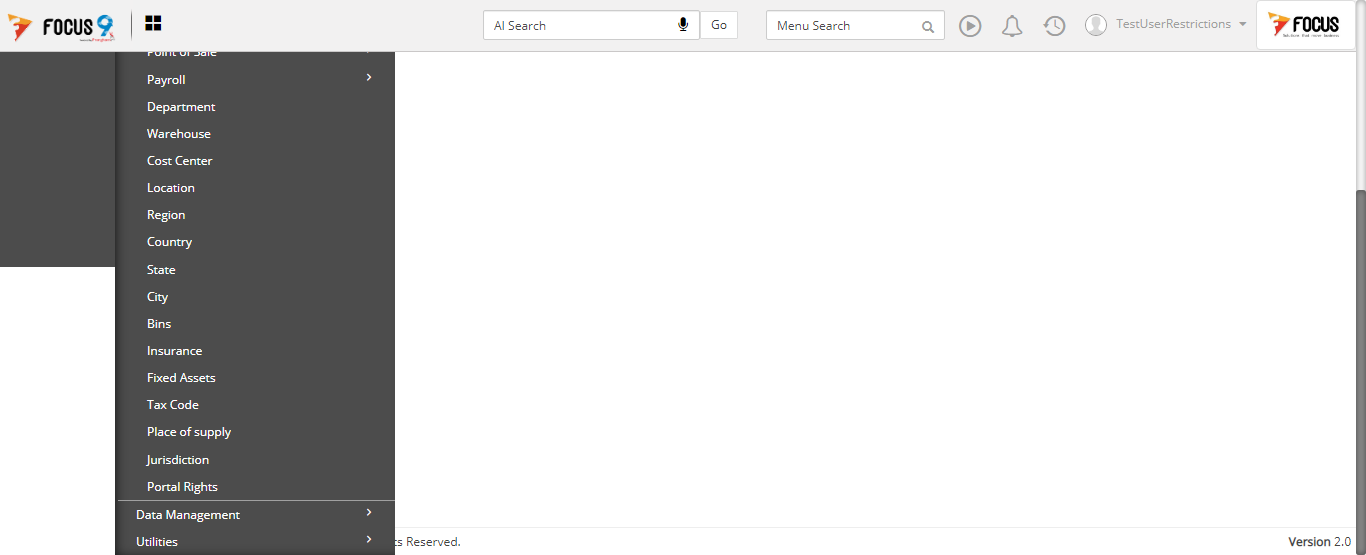 FOCUS 9
AI Search
Go
Menu Search
TestUserRestrictions
FOCUS
Point of Sale
Payroll
Department
Warehouse
Cost Center
Location
Region
Country
State
City
Bins
Insurance
Fixed Assets
Tax Code
Place of supply
Jurisdiction
Portal Rights
Data Management
Utilities
ts Reserved.
Version 2.0